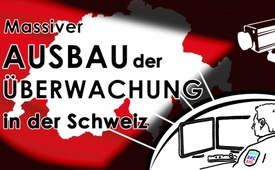 Massiver
AUSBAU der
ÜBERWACHUNG
in der Schweiz